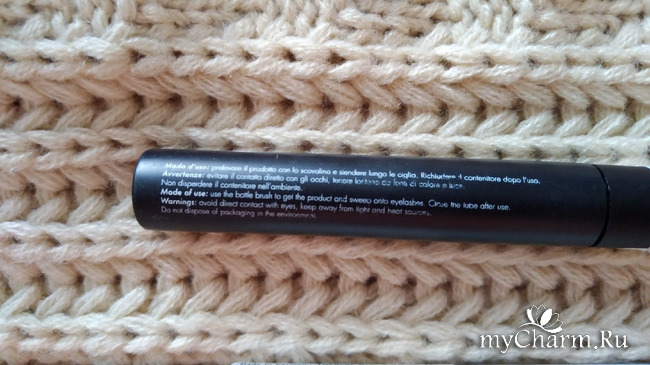 Modo d'uso: prelevare il prodotto con lo scovolino e stendere lungo le ciglia. Richiudere il contenitore dopo l'uso.
Avvertenze: evitare il contatto diretto con gli occhi, tenere lontano da fonti di calore e luce.
Non disperdere il contenitore nell'ambiente.
Made of use: use the bottle brush to get the product and sweep onto eyelashes. the tube after use.
Warnings: avoid direct contact with eyes, keep away from light and heat sources.
Do not dispose of packaging in the environment.
myCharm.Ru